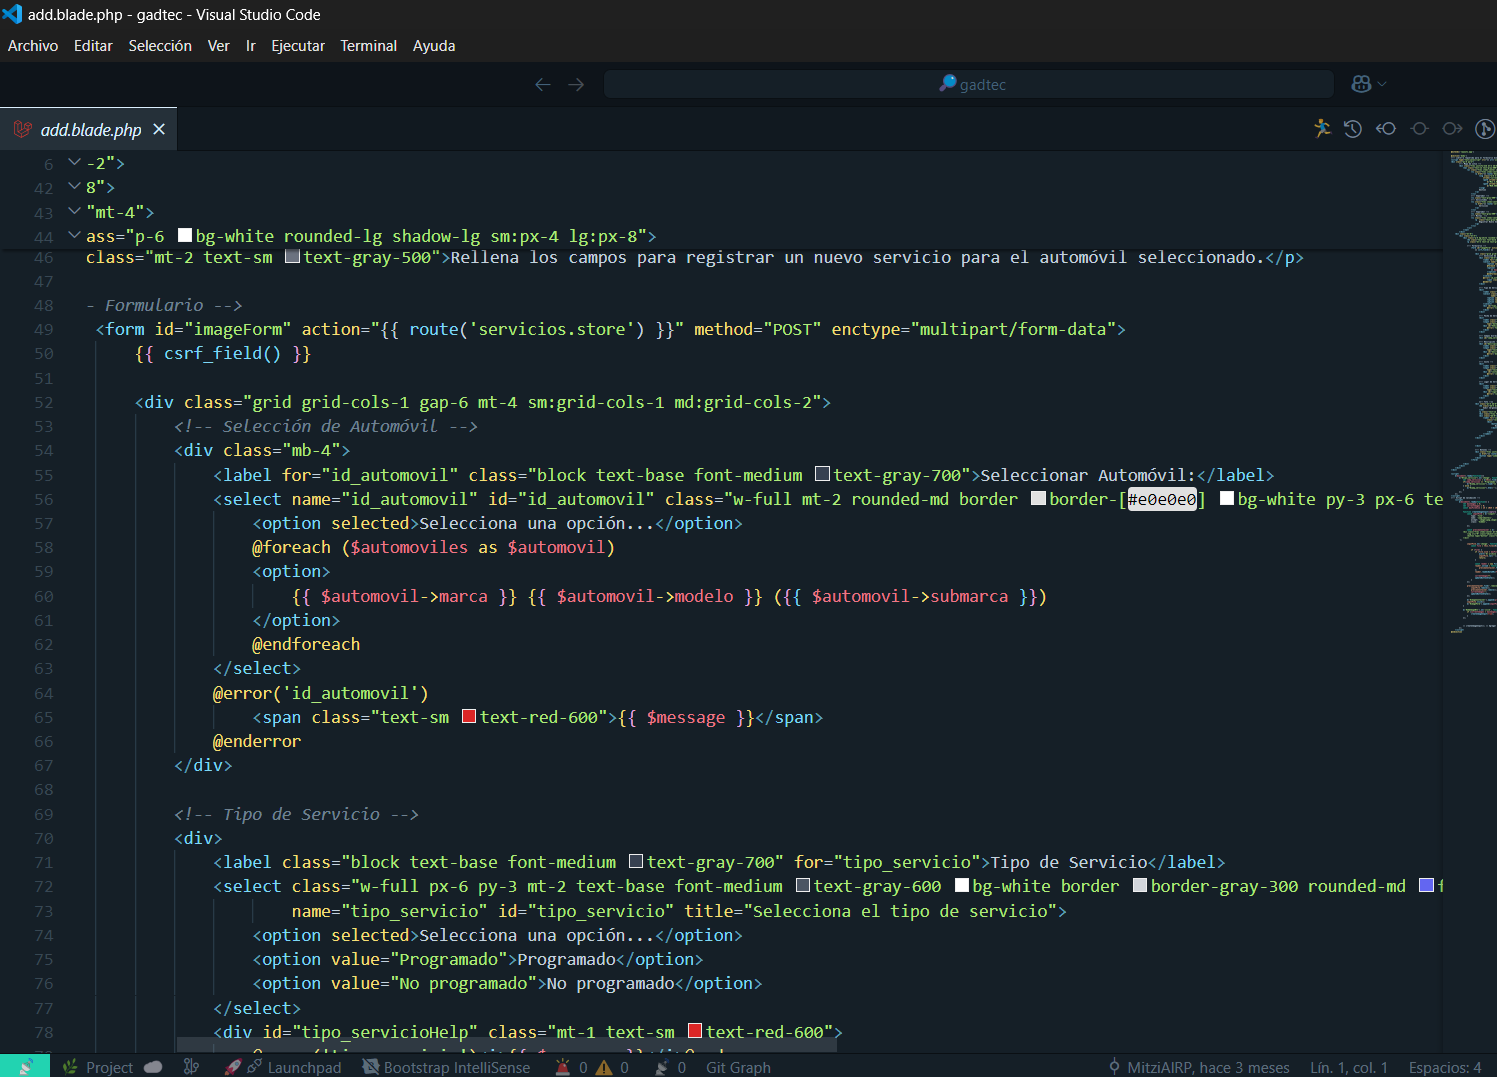 add.blade.php - gadtec - Visual Studio Code
Archivo Editar Selección Ver Ir Ejecutar Terminal Ayuda
gadtec
add.blade.php
6 -2">
42 8">
43 "mt-4">
44 ass="p-6 bg-white rounded-lg shadow-lg sm:px-4 lg:px-8">
46 class="mt-2 text-sm text-gray-500">Rellena los campos para registrar un nuevo servicio para el automóvil seleccionado.</p>
47
48 - Formulario -->
49 <form id="imageForm" action="{{ route('servicios.store') }}" method="POST" enctype="multipart/form-data">
50 {{ csrf_field() }}
51
52 <div class="grid grid-cols-1 gap-6 mt-4 sm:grid-cols-1 md:grid-cols-2">
53 <!-- Selección de Automóvil -->
54 <div class="mb-4">
55 <label for="id_automovil" class="block text-base font-medium text-gray-700">Seleccionar Automóvil:</label>
56 <select name="id_automovil" id="id_automovil" class="w-full mt-2 rounded-md border border-[#e0e0e0] bg-white py-3 px-6 te
57 <option selected>Selecciona una opción...</option>
58 @foreach ($automoviles as $automovil)
59 <option>
60 {{ $automovil->marca }} {{ $automovil->modelo }} ({{ $automovil->submarca }})
61 </option>
62 @endforeach
63 </select>
64 @error('id_automovil')
65 <span class="text-sm text-red-600">{{ $message }}</span>
66 @enderror
67 </div>
68
69 <!-- Tipo de Servicio -->
70 <div>
71 <label class="block text-base font-medium text-gray-700" for="tipo_servicio">Tipo de Servicio</label>
72 <select class="w-full px-6 py-3 mt-2 text-base font-medium text-gray-600 bg-white border border-gray-300 rounded-md f
73 name="tipo_servicio" id="tipo_servicio" title="Selecciona el tipo de servicio">
74 <option selected>Selecciona una opción...</option>
75 <option value="Programado">Programado</option>
76 <option value="No programado">No programado</option>
77 </select>
78 <div id="tipo_servicioHelp" class="mt-1 text-sm text-red-600">
Project Launchpad Bootstrap IntelliSense 0 0 0 Git Graph MitziAIRP, hace 3 meses Lín. 1, col. 1 Espacios: 4